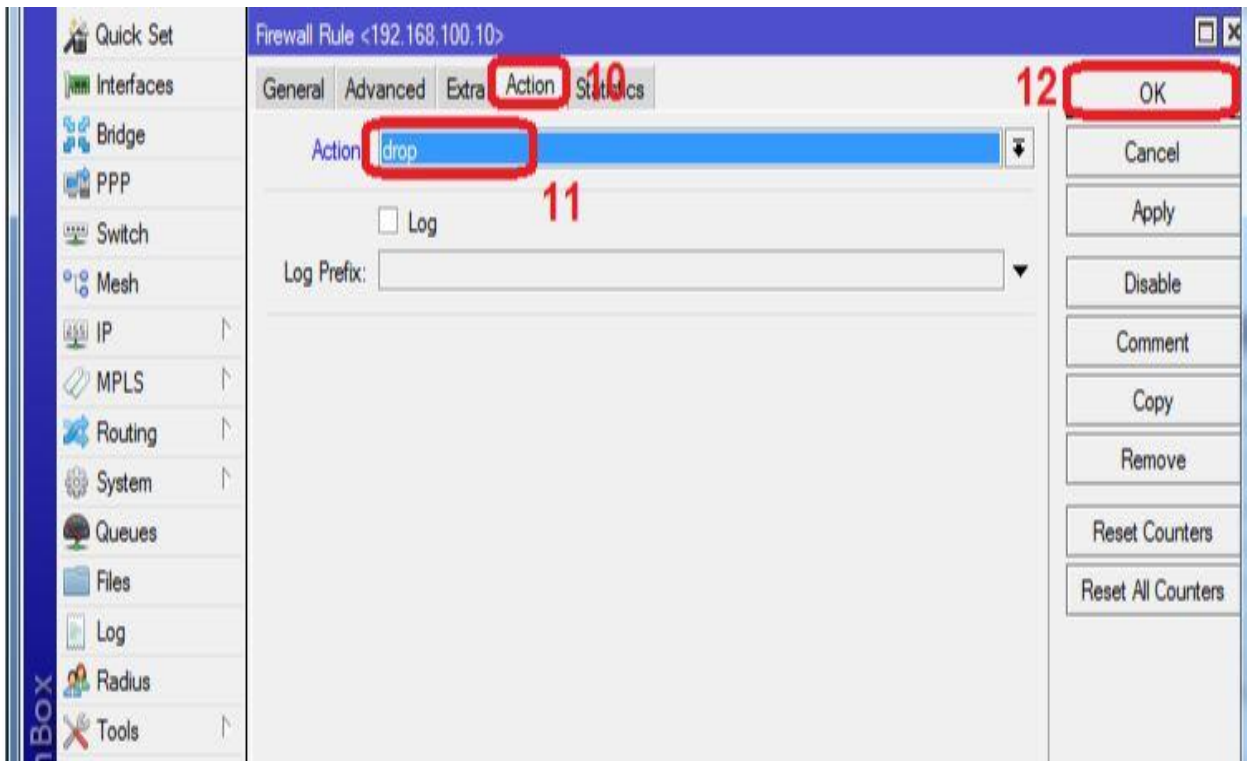 Firewall Rule <192.168.100.10>
Quick Set
Interfaces
Bridge
PPP
Switch
Mesh
IP
MPLS
Routing
System
Queues
Files
Log
Radius
Tools
General Advanced Extra Action Statistics
10
Action drop
11
Log
Log Prefix:
12
OK
Cancel
Apply
Disable
Comment
Copy
Remove
Reset Counters
Reset All Counters
Box